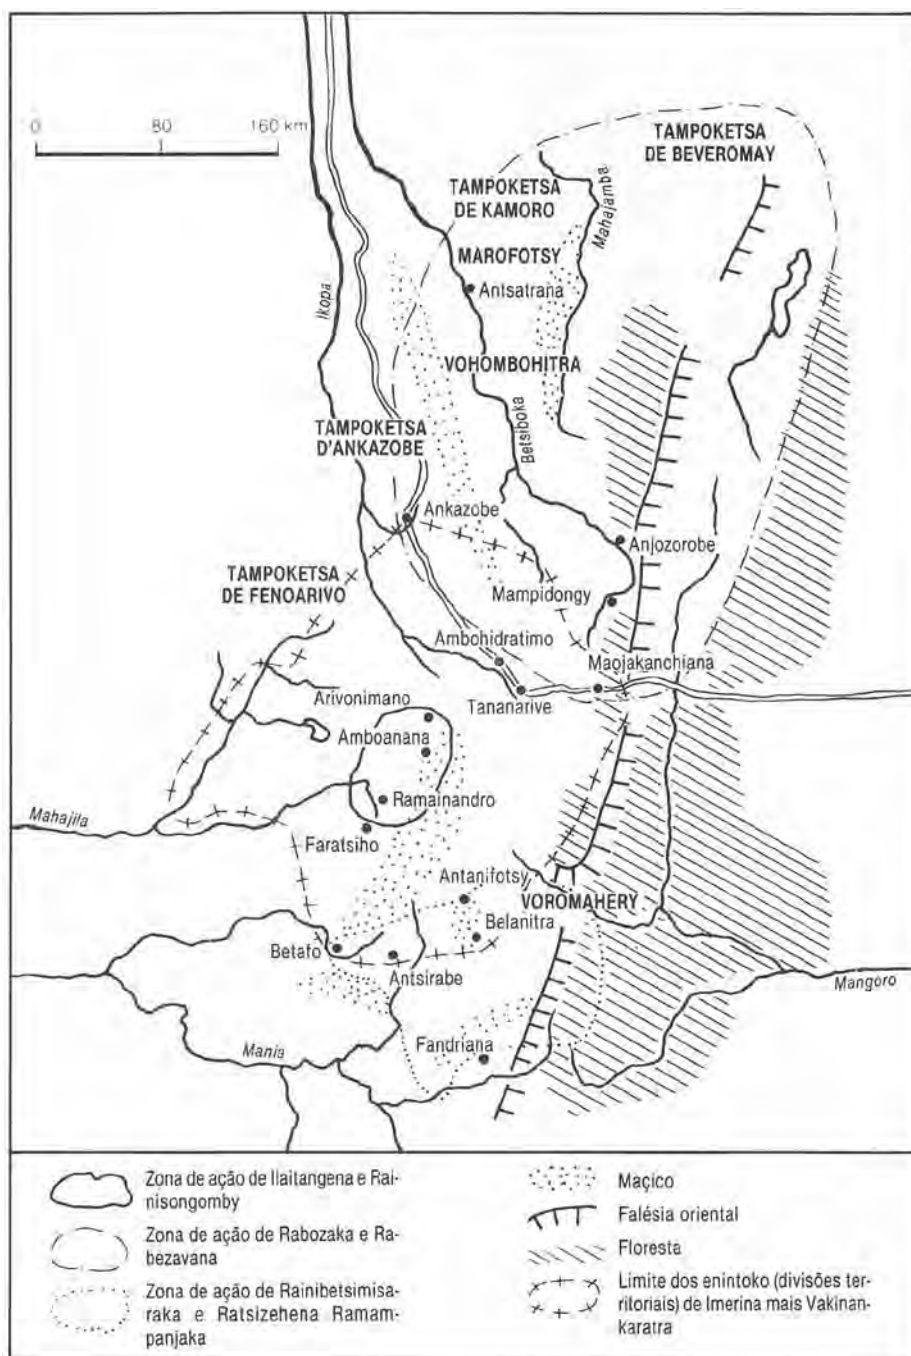 0 80 160 km
TAMPOKETSA
DE BEVEROMAY
TAMPOKETSA
DE KAMORO
Mahajamba
MAROFOTSY
Ikopa
Antsatrana
VOHOMBOHITRA
Betsiboka
TAMPOKETSA
D'ANKAZOBE
Ankazobe
Anjozorobe
TAMPOKETSA
DE FENOARIVO
Mampidongy
Ambohidratimo
Maojakanchiana
Tananarive
Arivonimano
Amboanana
Ramainandro
Mahajila
Faratsiho
Antanifotsy
VOROMAHERY
Belanitra
Betafo
Antsirabe
Mangoro
Mania
Fandriana
Zona de ação de Ilaitangena e Rai-
nisongomby
Zona de ação de Rabozaka e Ra-
bezavana
Zona de ação de Rainibetsimisa-
raka e Ratsizehena Ramam-
panjaka
Maçico
Falésia oriental
Floresta
Limite dos enintoko (divisões ter-
ritoriais) de Imerina mais Vakinan-
karatra